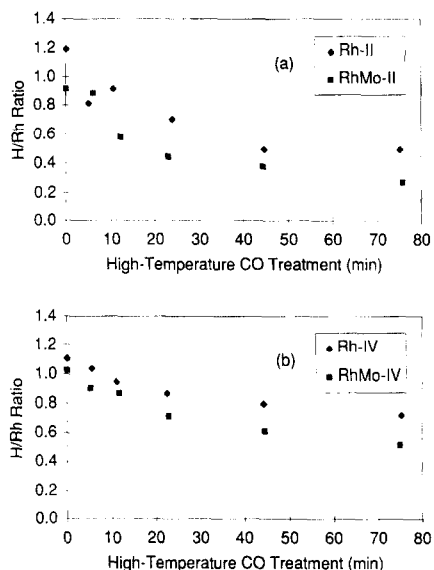 1.4
1.2
1.0
0.8
0.6
0.4
0.2
0.0
H/Rh Ratio
(a)
Rh-II
RhMo-II
0 10 20 30 40 50 60 70 80
High-Temperature CO Treatment (min)
1.4
1.2
1.0
0.8
0.6
0.4
0.2
0.0
H/Rh Ratio
(b)
Rh-IV
RhMo-IV
0 10 20 30 40 50 60 70 80
High-Temperature CO Treatment (min)